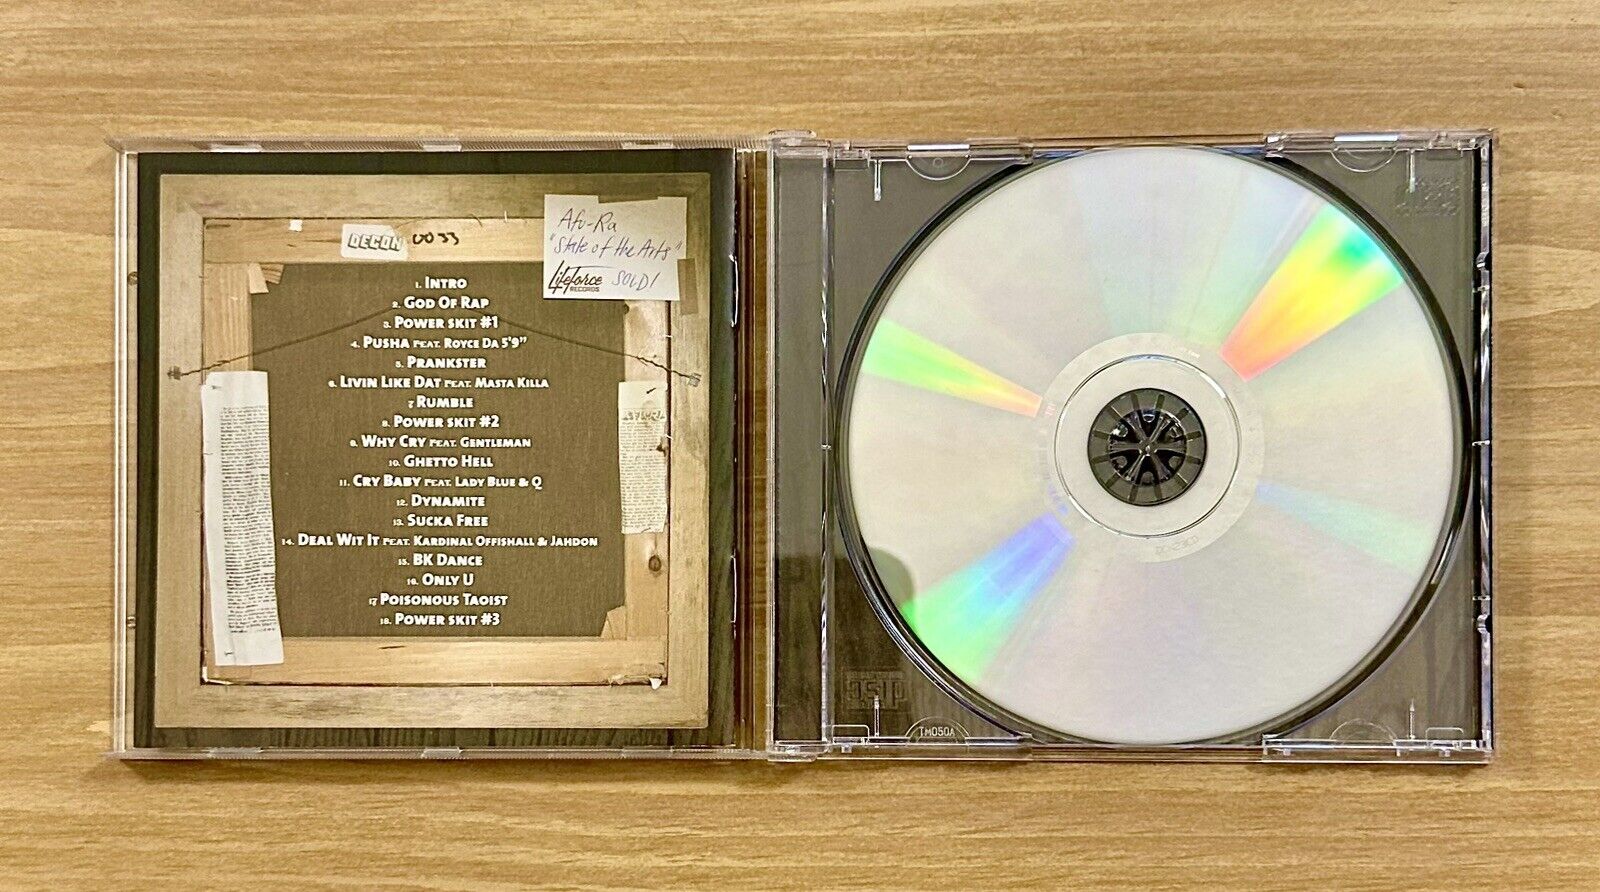 DECON 0033
Afu-Ra
"State of the Arts"
Lifeforce
RECORDS
SOLD!
1. INTRO
2. GOD OF RAP
3. POWER SKIT #1
4. PUSHA FEAT. ROYCE DA 5'9"
5. PRANKSTER
6. LIVIN LIKE DAT FEAT. MASTA KILLA
7. RUMBLE
8. POWER SKIT #2
9. WHY CRY FEAT. GENTLEMAN
10. GHETTO HELL
11. CRY BABY FEAT. LADY BLUE & Q
12. DYNAMITE
13. SUCKA FREE
14. DEAL WIT IT FEAT. KARDINAL OFFISHALL & JAHDON
15. BK DANCE
16. ONLY U
17. POISONOUS TAOIST
18. POWER SKIT #3
TM050A